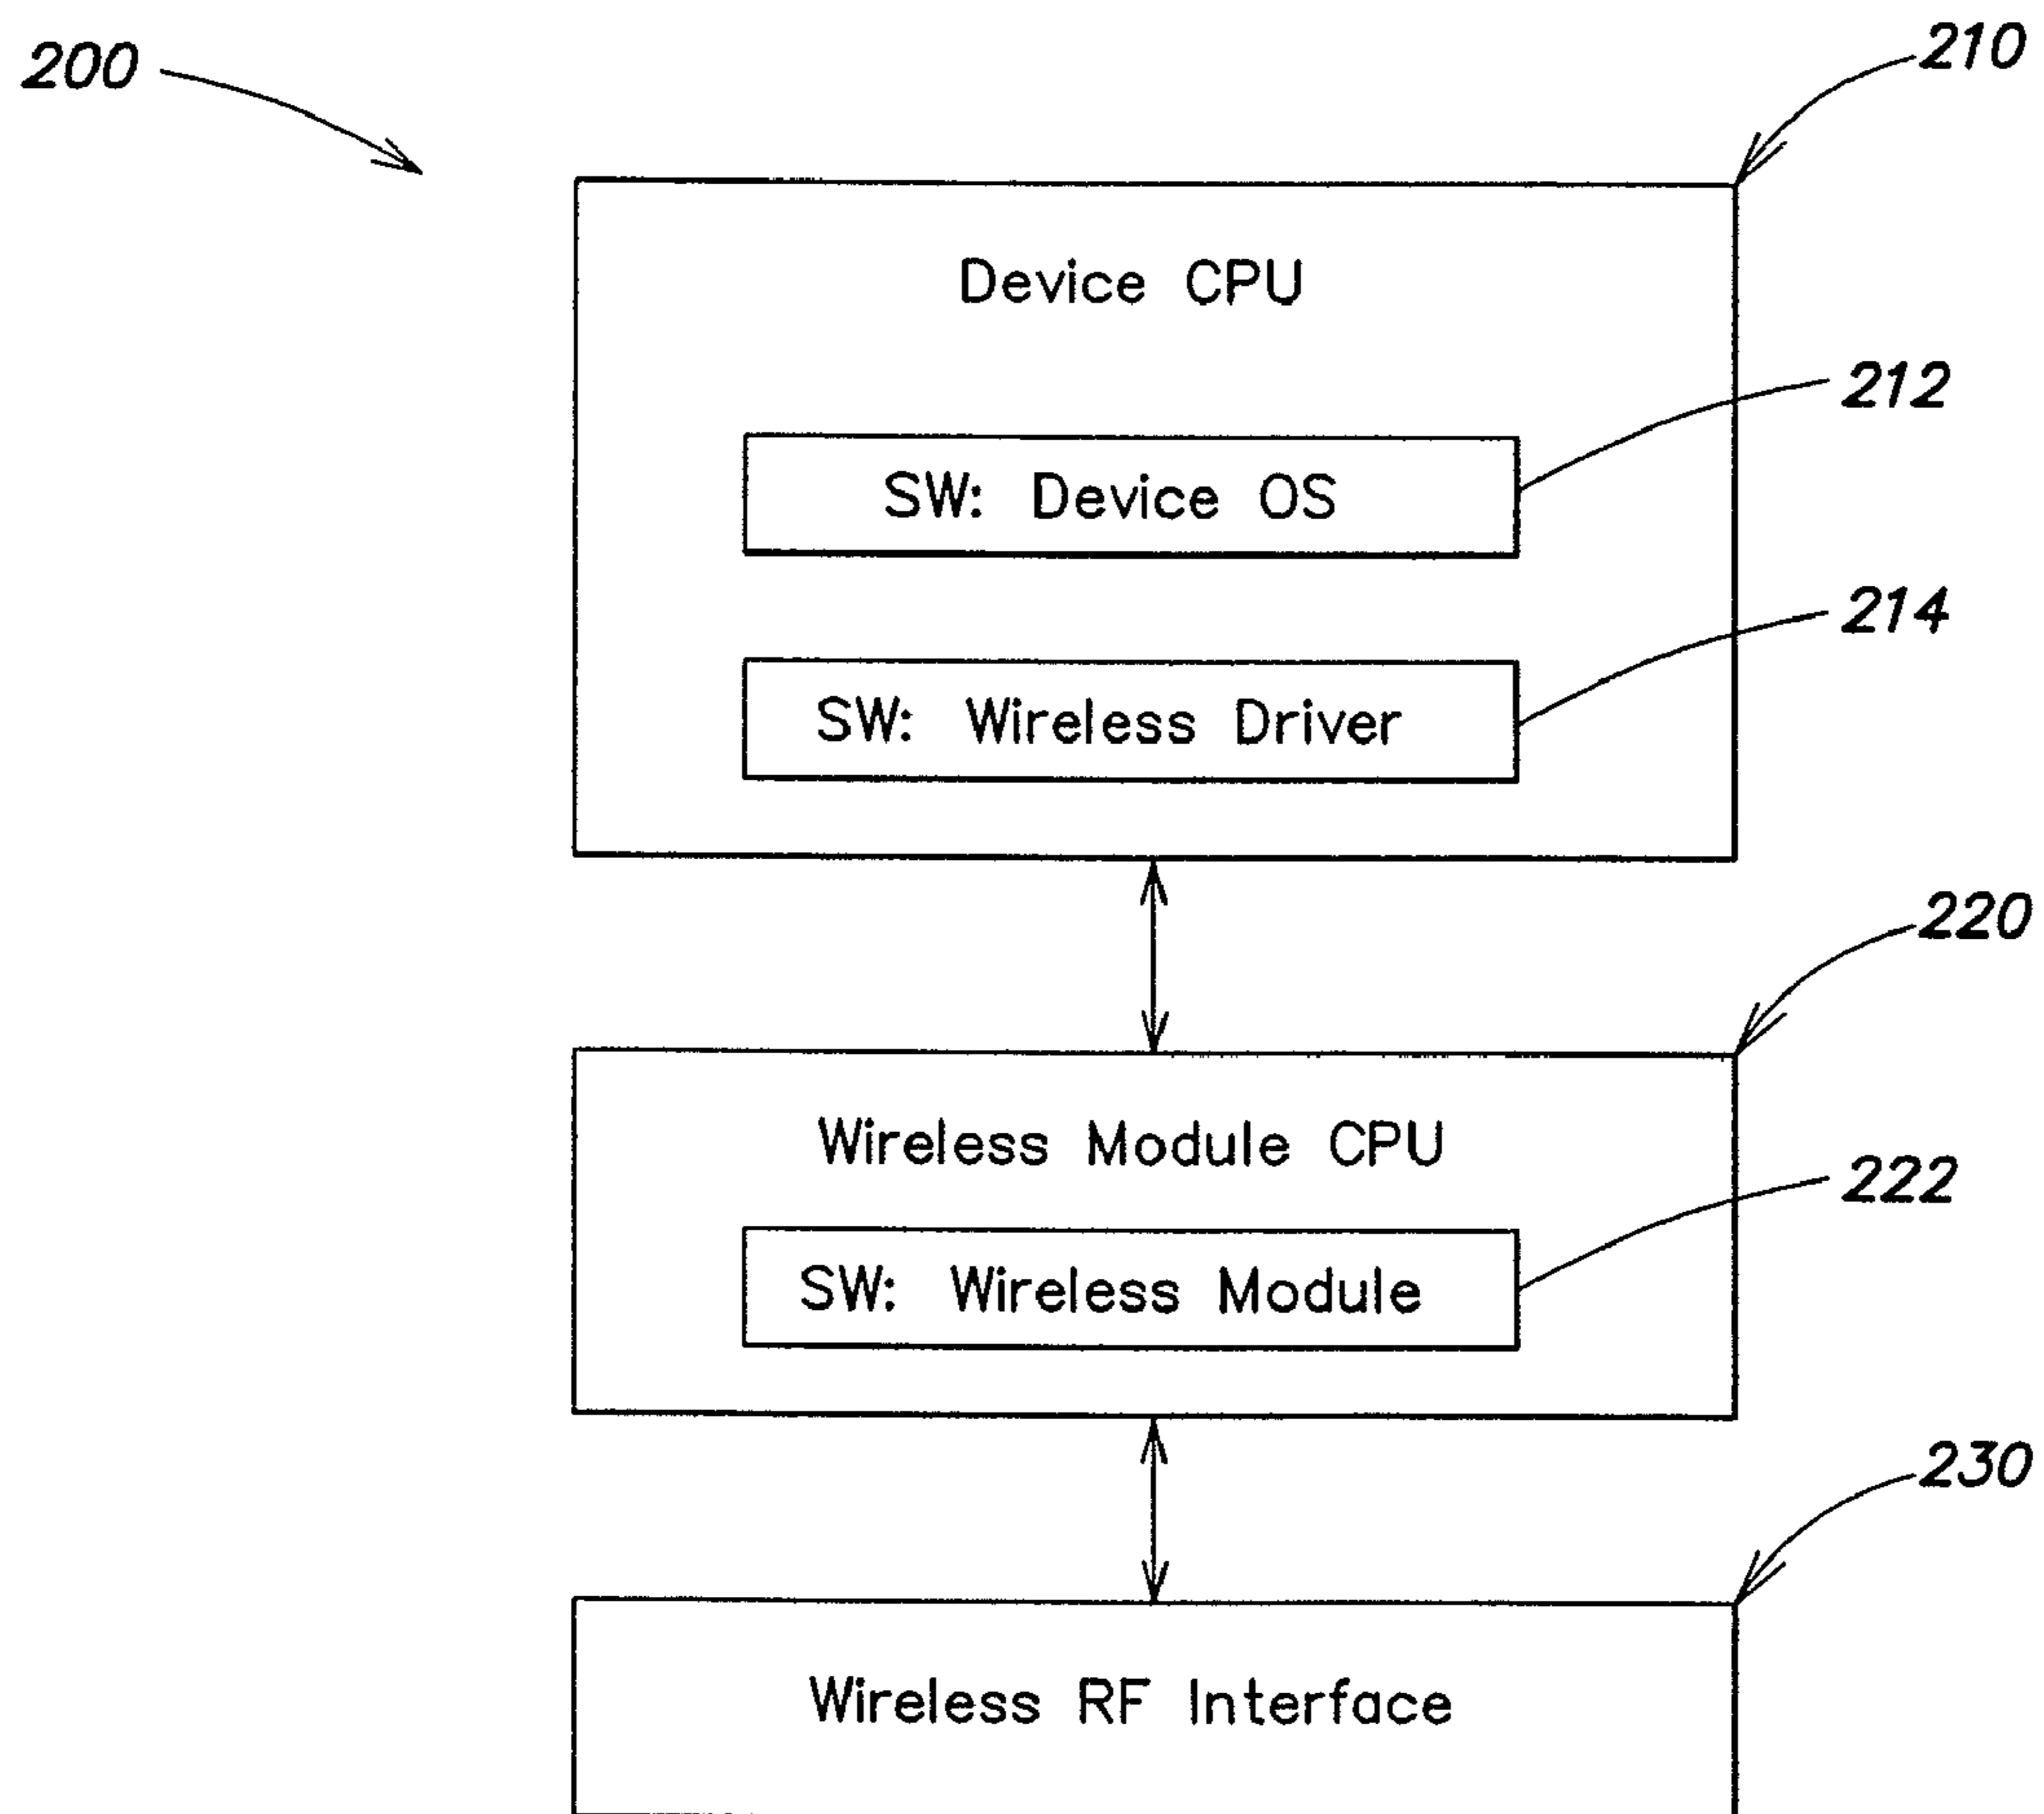 200
210
Device CPU
212
SW: Device OS
214
SW: Wireless Driver
220
Wireless Module CPU
222
SW: Wireless Module
230
Wireless RF Interface